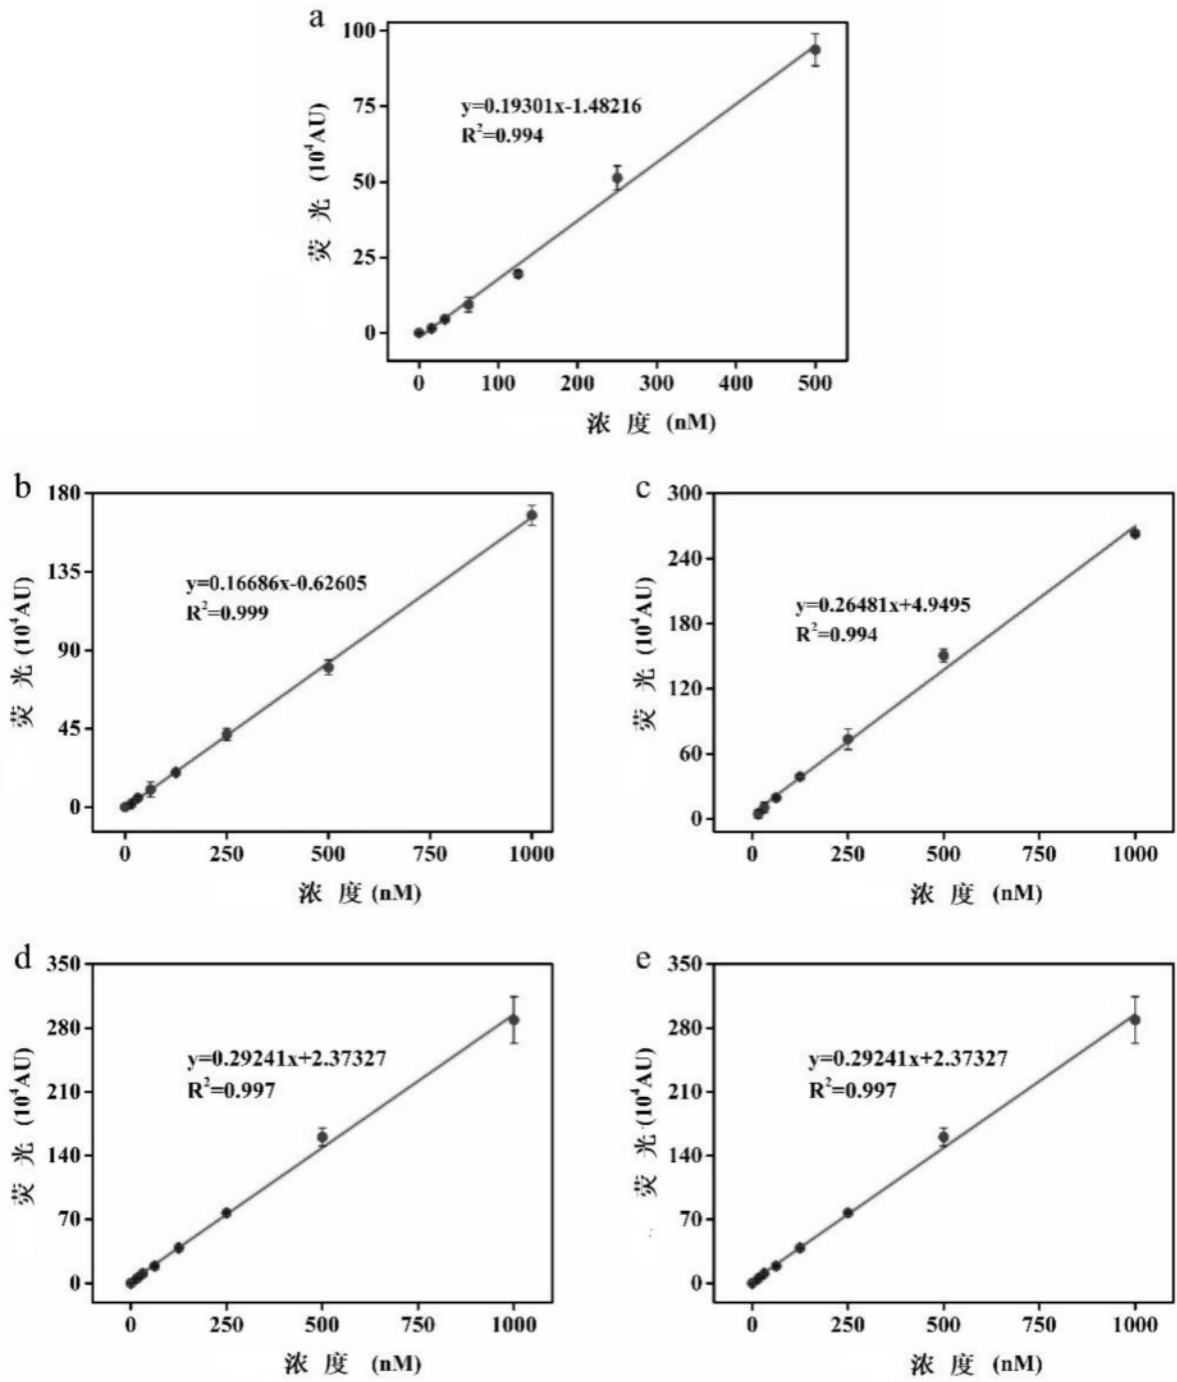 a
100
75
50
25
0
荧 光 (10⁴AU)
y=0.19301x-1.48216
R²=0.994
0 100 200 300 400 500
浓 度 (nM)
b
180
135
90
45
0
荧 光 (10⁴AU)
y=0.16686x-0.62605
R²=0.999
0 250 500 750 1000
浓 度 (nM)
c
300
240
180
120
60
0
荧 光 (10⁴AU)
y=0.26481x+4.9495
R²=0.994
0 250 500 750 1000
浓 度 (nM)
d
350
280
210
140
70
0
荧 光 (10⁴AU)
y=0.29241x+2.37327
R²=0.997
0 250 500 750 1000
浓 度 (nM)
e
350
280
210
140
70
0
荧 光 (10⁴AU)
y=0.29241x+2.37327
R²=0.997
0 250 500 750 1000
浓 度 (nM)